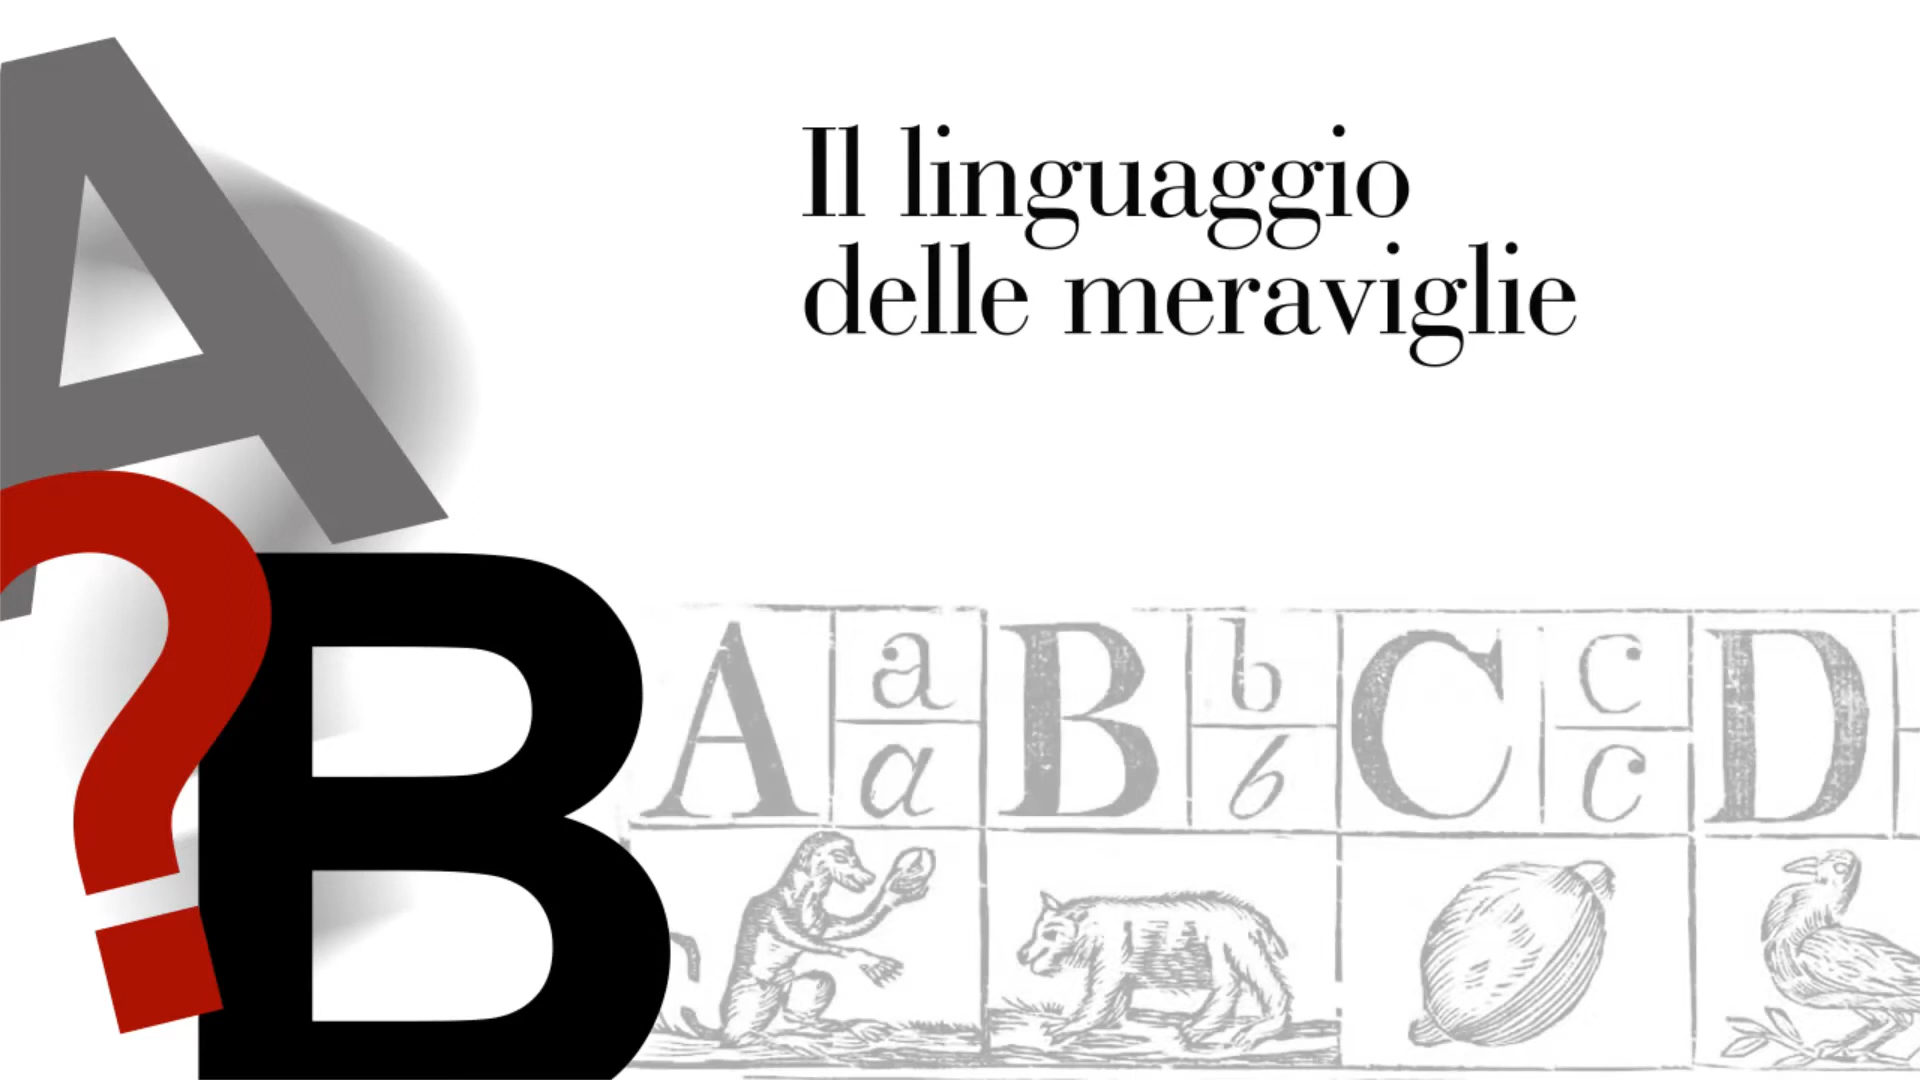 Il linguaggio
delle meraviglie
A
?
B
A a a B b b C c c D